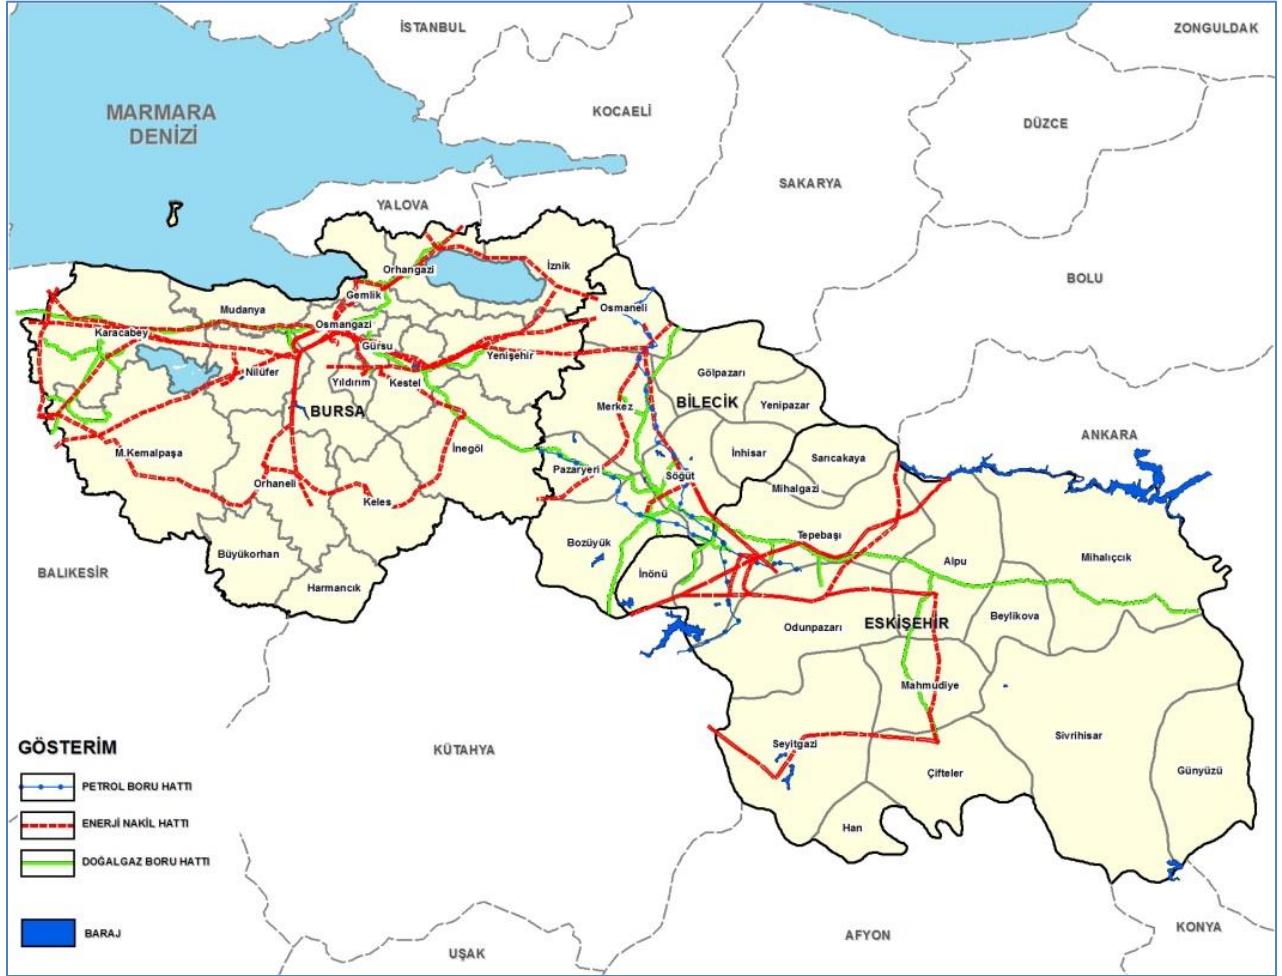 İSTANBUL
ZONGULDAK
MARMARA
DENİZİ
KOCAELİ
DÜZCE
SAKARYA
YALOVA
BOLU
Orhangazi
İznik
Gemlik
Mudanya
Osmaneli
Osmangazi
Karacabey
Gürsu
Yenişehir
Nilüfer
Yıldırım
Kestel
Gölpazarı
BURSA
Merkez
BİLECİK
Yenipazar
ANKARA
M.Kemalpaşa
İnegöl
İnhisar
Sarıcakaya
Pazaryeri
Söğüt
Orhaneli
Keles
Mihalgazi
Tepebaşı
Bozüyük
Büyükorhan
Alpu
Mihalıçcık
BALIKESİR
İnönü
Harmancık
Beylikova
Odunpazarı
ESKİŞEHİR
Mahmudiye
Sivrihisar
KÜTAHYA
Seyitgazi
Çifteler
Günyüzü
Han
GÖSTERİM
PETROL BORU HATTI
ENERJİ NAKİL HATTI
DOĞALGAZ BORU HATTI
BARAJ
UŞAK
AFYON
KONYA